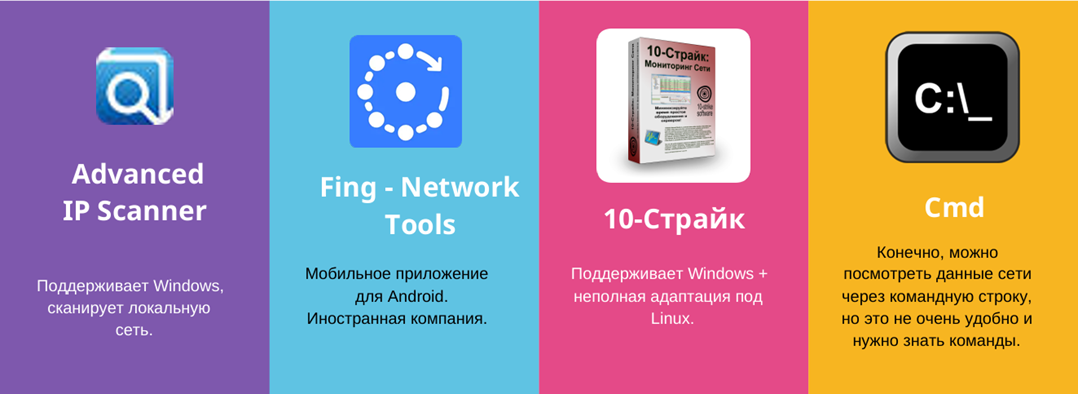 Advanced
IP Scanner
Поддерживает Windows,
сканирует локальную
сеть.
Fing - Network
Tools
Мобильное приложение
для Android.
Иностранная компания.
10-Страйк:
Мониторинг Сети
10-Страйк
Поддерживает Windows +
неполная адаптация под
Linux.
C:\_
Cmd
Конечно, можно
посмотреть данные сети
через командную строку,
но это не очень удобно и
нужно знать команды.